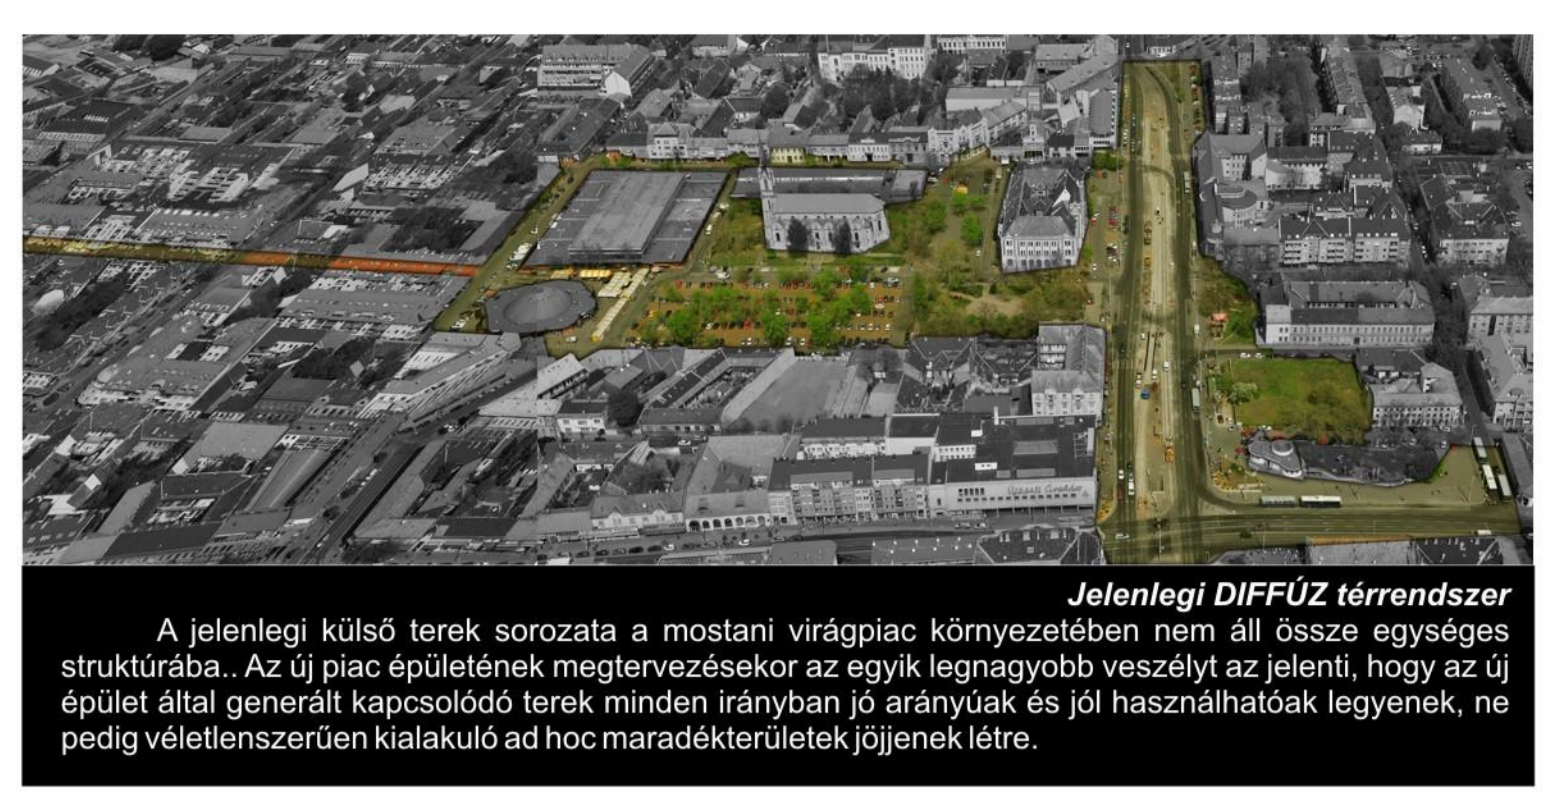 Jelenlegi DIFFÚZ térrendszer
A jelenlegi külső terek sorozata a mostani virágpiac környezetében nem áll össze egységes
struktúrába.. Az új piac épületének megtervezésekor az egyik legnagyobb veszélyt az jelenti, hogy az új
épület által generált kapcsolódó terek minden irányban jó arányúak és jól használhatóak legyenek, ne
pedig véletlenszerűen kialakuló ad hoc maradékterületek jöjjenek létre.